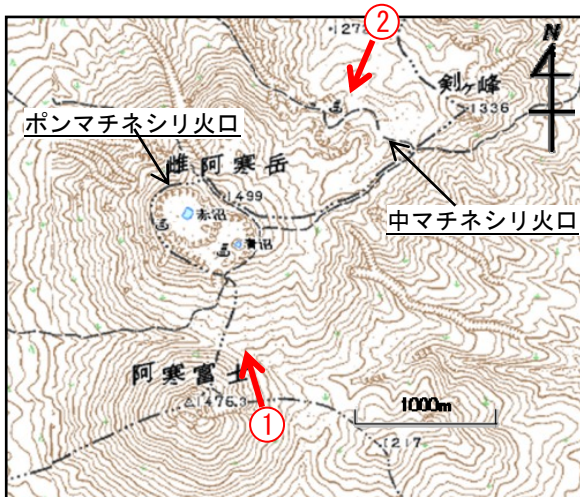 ②
・127
N
剣ヶ峰
・1336
ポンマチネシリ火口
雌阿寒岳
・1499
中マチネシリ火口
赤沼
青沼
阿寒富士
△1476.3
①
1000m
1217